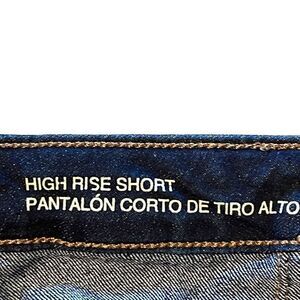 HIGH RISE SHORT
PANTALÓN CORTO DE TIRO ALTO